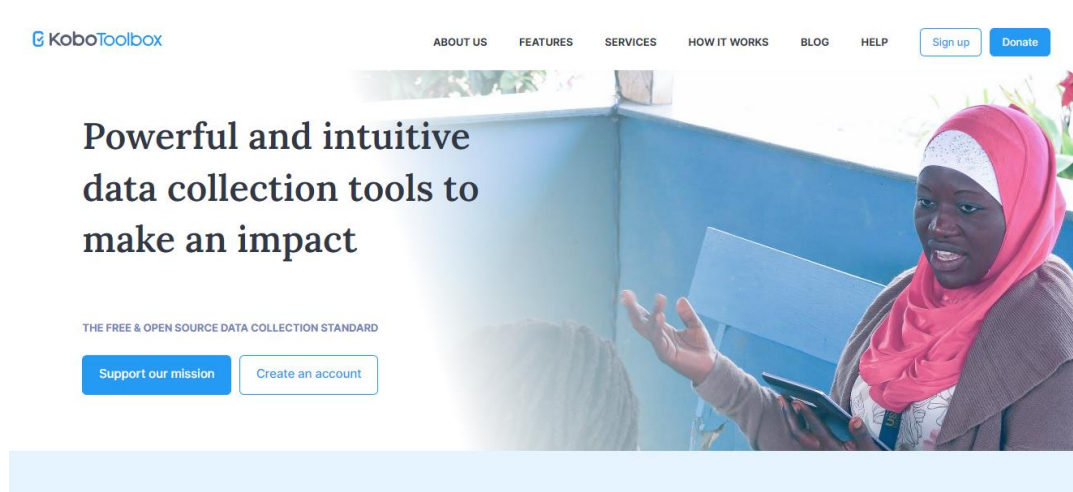 KoboToolbox
ABOUT US
FEATURES
SERVICES
HOW IT WORKS
BLOG
HELP
Sign up
Donate
Powerful and intuitive
data collection tools to
make an impact
THE FREE & OPEN SOURCE DATA COLLECTION STANDARD
Support our mission
Create an account